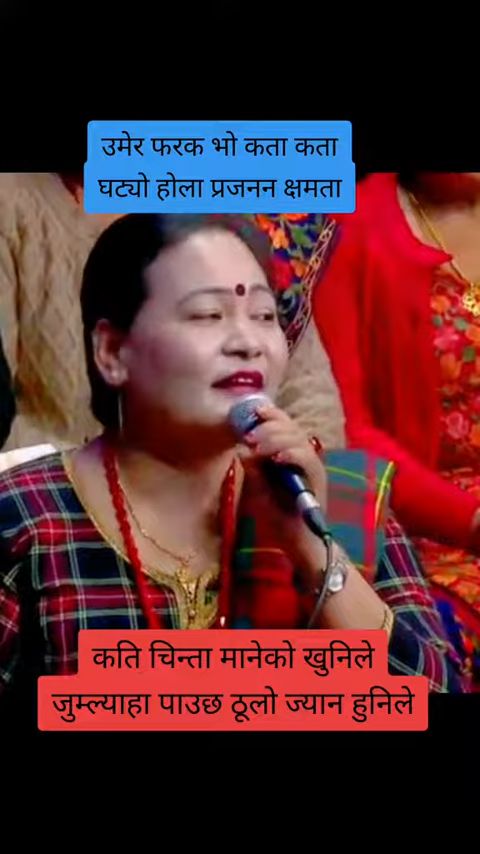 उमेर फरक भो कता कता
घट्यो होला प्रजनन क्षमता
कति चिन्ता मानेको खुनिले
जुम्ल्याहा पाउछ ठूलो ज्यान हुनिले